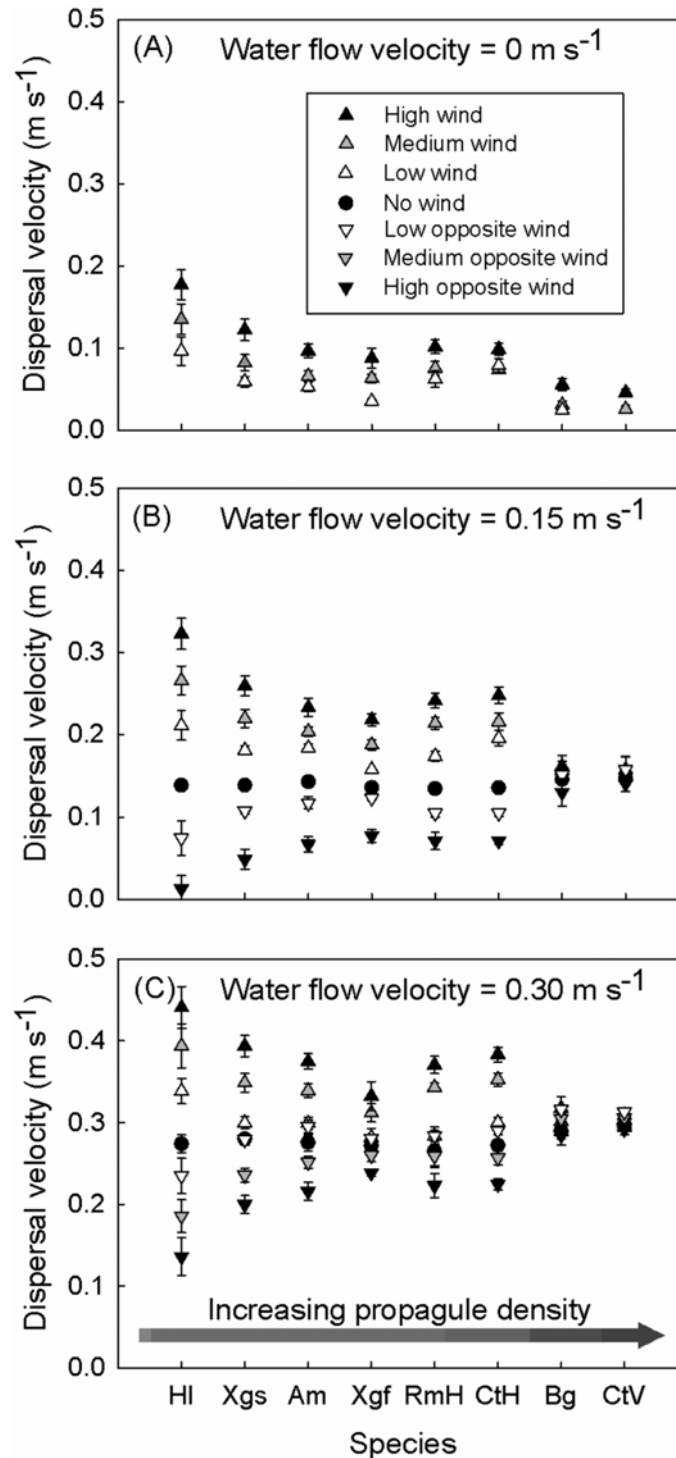 (A) Water flow velocity = 0 m s⁻¹
Dispersal velocity (m s⁻¹)
0.5
0.4
0.3
0.2
0.1
0.0
High wind
Medium wind
Low wind
No wind
Low opposite wind
Medium opposite wind
High opposite wind
(B) Water flow velocity = 0.15 m s⁻¹
Dispersal velocity (m s⁻¹)
0.5
0.4
0.3
0.2
0.1
0.0
(C) Water flow velocity = 0.30 m s⁻¹
Dispersal velocity (m s⁻¹)
0.5
0.4
0.3
0.2
0.1
0.0
Increasing propagule density
Hl Xgs Am Xgf RmH CtH Bg CtV
Species